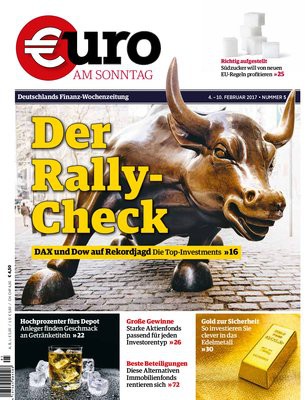 €uro
AM SONNTAG
Richtig aufgestellt
Südzucker will von neuen
EU-Regeln profitieren »25
Deutschlands Finanz-Wochenzeitung
4. – 10. FEBRUAR 2017 • NUMMER 5
Der
Rally-
Check
DAX und Dow auf Rekordjagd Die Top-Investments »16
Hochprozenter fürs Depot
Anleger finden Geschmack
an Getränketiteln »22
Große Gewinne
Starke Aktienfonds
passend für jeden
Investorentyp »26
Beste Beteiligungen
Diese Alternativen
Immobilienfonds
rentieren sich »72
Gold zur Sicherheit
So investieren Sie
clever in das
Edelmetall
»30